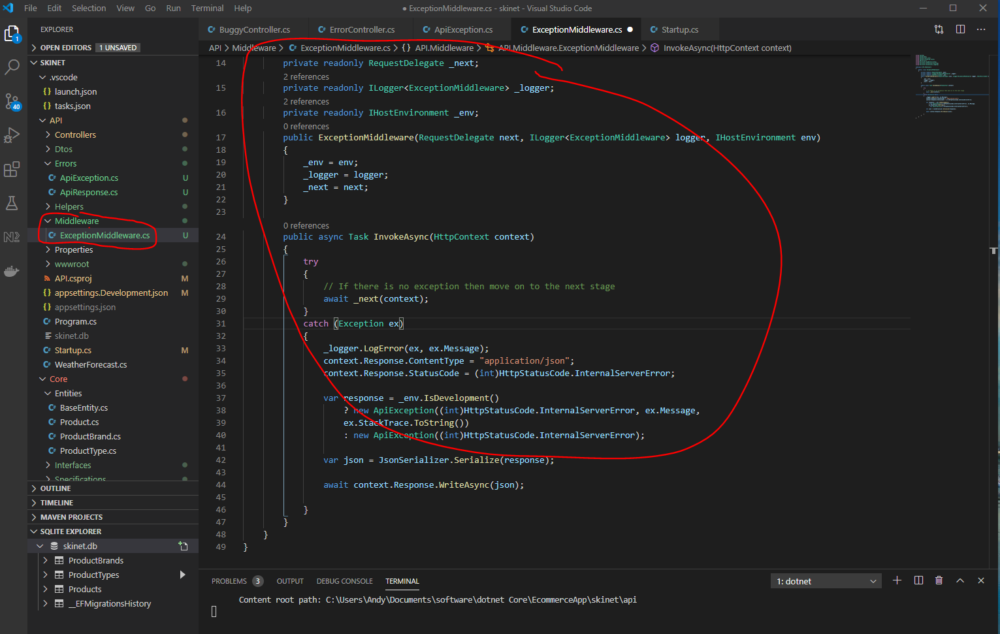 File Edit Selection View Go Run Terminal Help
● ExceptionMiddleware.cs - skinet - Visual Studio Code
EXPLORER
OPEN EDITORS 1 UNSAVED
SKINET
.vscode
{} launch.json
{} tasks.json
API
Controllers
Dtos
Errors
C# ApiException.cs U
C# ApiResponse.cs U
Helpers
Middleware
C# ExceptionMiddleware.cs U
Properties
wwwroot
API.csproj M
{} appsettings.Development.json M
{} appsettings.json
C# Program.cs
skinet.db
C# Startup.cs M
C# WeatherForecast.cs
Core
Entities
C# BaseEntity.cs
C# Product.cs
C# ProductBrand.cs
C# ProductType.cs
Interfaces
Specifications
OUTLINE
TIMELINE
MAVEN PROJECTS
SQLITE EXPLORER
skinet.db
ProductBrands
ProductTypes
Products
__EFMigrationsHistory
1
40
C# BuggyController.cs C# ErrorController.cs C# ApiException.cs C# ExceptionMiddleware.cs ● C# Startup.cs
API > Middleware > C# ExceptionMiddleware.cs > {} API.Middleware > API.Middleware.ExceptionMiddleware > InvokeAsync(HttpContext context)
14 private readonly RequestDelegate _next;
2 references
15 private readonly ILogger<ExceptionMiddleware> _logger;
2 references
16 private readonly IHostEnvironment _env;
0 references
17 public ExceptionMiddleware(RequestDelegate next, ILogger<ExceptionMiddleware> logger, IHostEnvironment env)
18 {
19 _env = env;
20 _logger = logger;
21 _next = next;
22 }
23
0 references
24 public async Task InvokeAsync(HttpContext context)
25 {
26 try
27 {
28 // If there is no exception then move on to the next stage
29 await _next(context);
30 }
31 catch (Exception ex)
32 {
33 _logger.LogError(ex, ex.Message);
34 context.Response.ContentType = "application/json";
35 context.Response.StatusCode = (int)HttpStatusCode.InternalServerError;
36
37 var response = _env.IsDevelopment()
38 ? new ApiException((int)HttpStatusCode.InternalServerError, ex.Message,
39 ex.StackTrace.ToString())
40 : new ApiException((int)HttpStatusCode.InternalServerError);
41
42 var json = JsonSerializer.Serialize(response);
43
44 await context.Response.WriteAsync(json);
45
46 }
47 }
48 }
49 }
PROBLEMS 3 OUTPUT DEBUG CONSOLE TERMINAL 1: dotnet
Content root path: C:\Users\Andy\Documents\software\dotnet Core\EcommerceApp\skinet\api